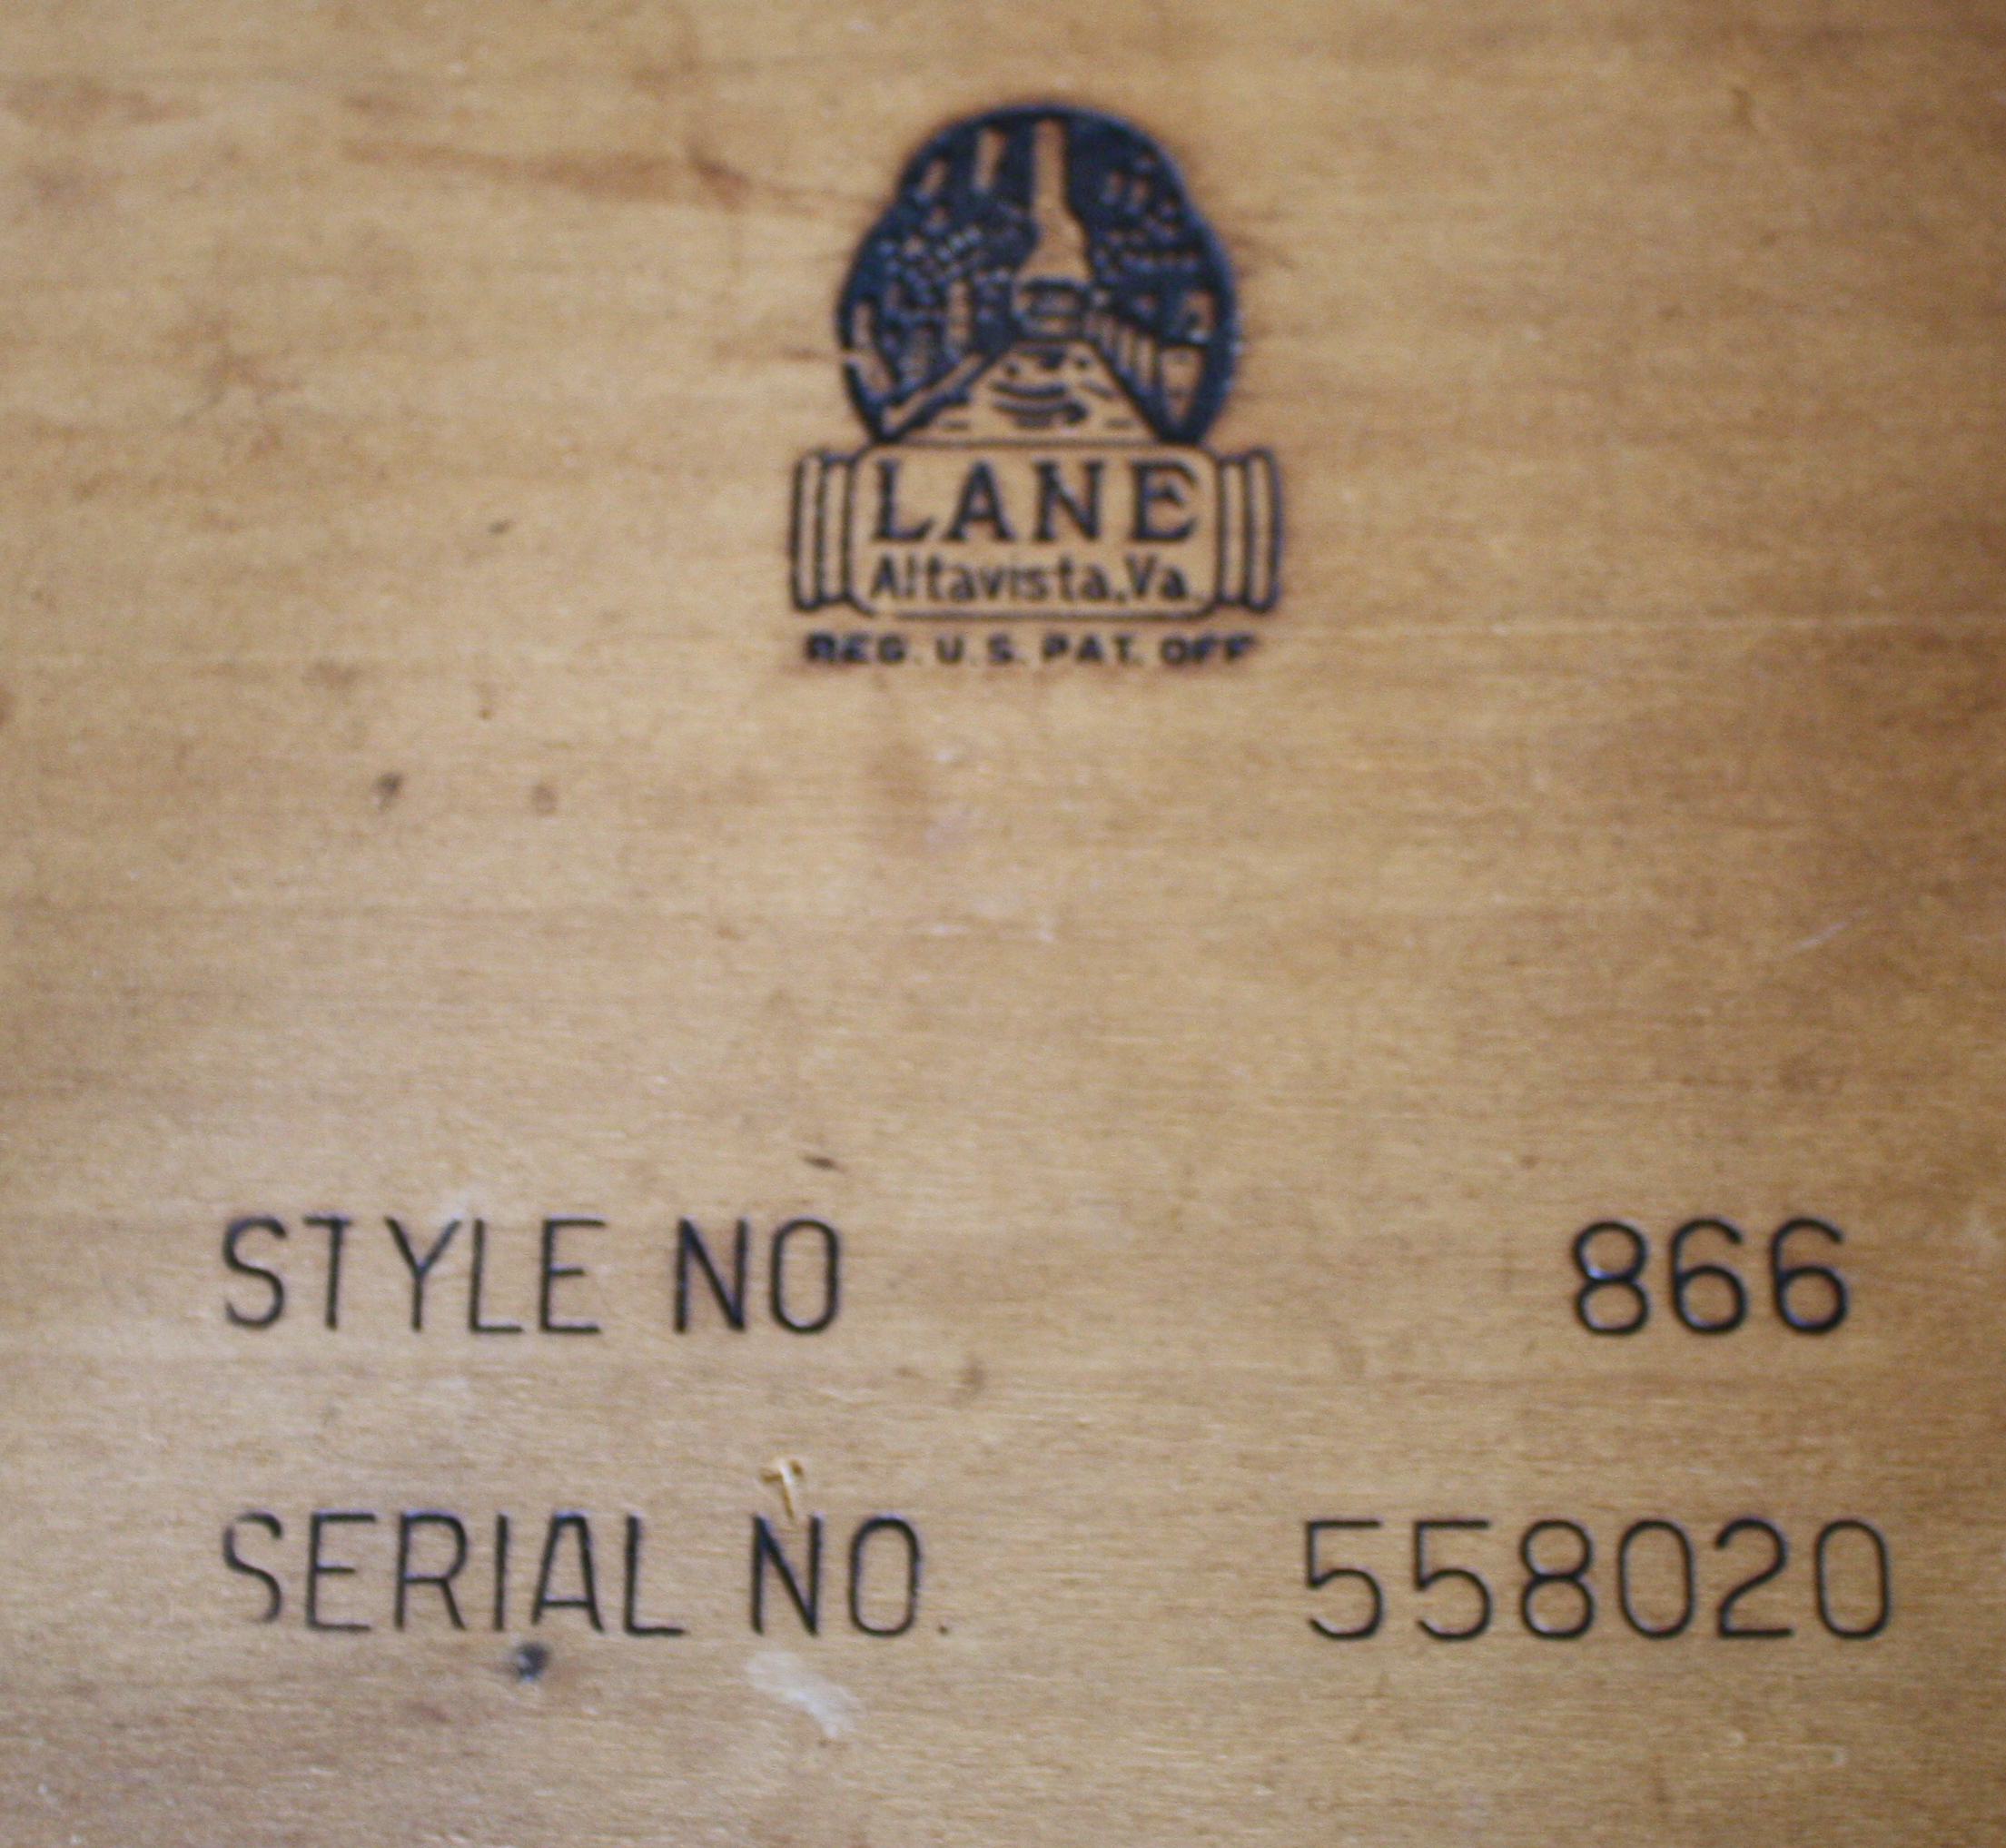 LANE
Altavista, Va.
REG. U.S. PAT. OFF
STYLE NO 866
SERIAL NO. 558020